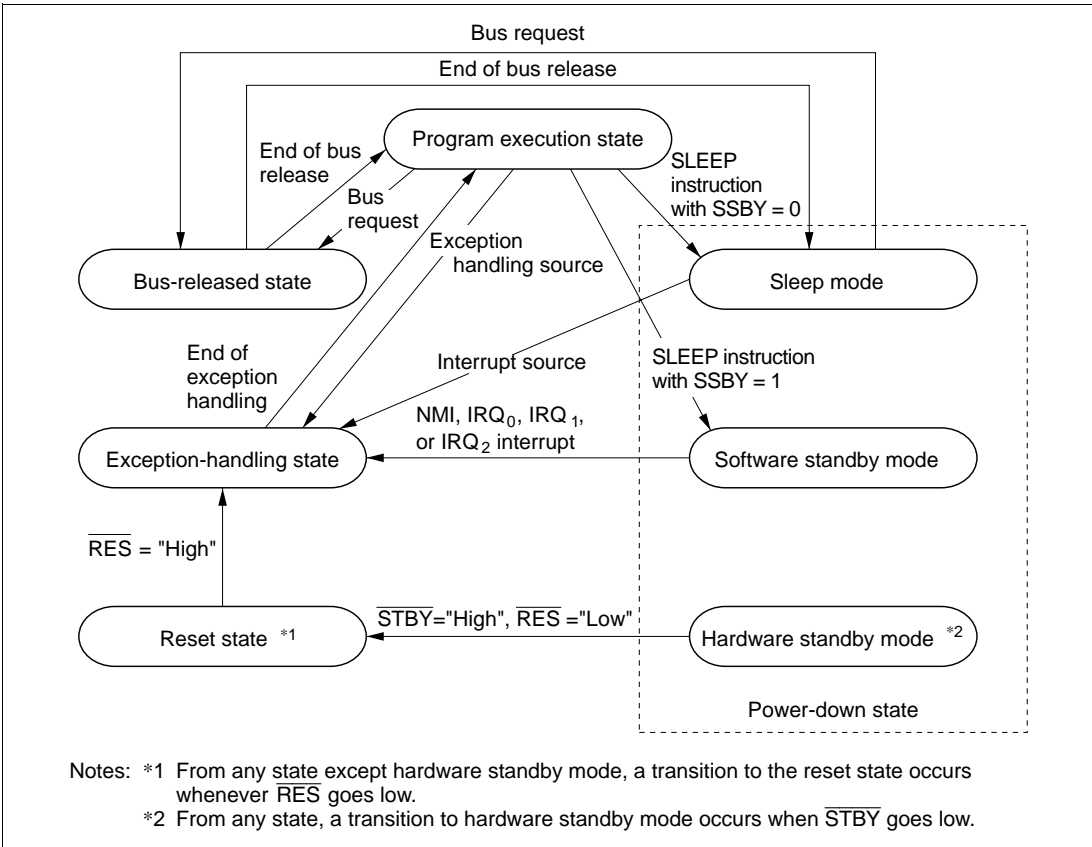 Bus request
End of bus release
Program execution state
End of bus
release
Bus
request
SLEEP
instruction
with SSBY = 0
Exception
handling source
Bus-released state
Sleep mode
End of
exception
handling
Interrupt source
SLEEP instruction
with SSBY = 1
NMI, IRQ₀, IRQ₁,
or IRQ₂ interrupt
Exception-handling state
Software standby mode
R̅E̅S̅ = "High"
S̅T̅B̅Y̅="High", R̅E̅S̅ ="Low"
Reset state *1
Hardware standby mode *2
Power-down state
Notes: *1 From any state except hardware standby mode, a transition to the reset state occurs
whenever R̅E̅S̅ goes low.
*2 From any state, a transition to hardware standby mode occurs when S̅T̅B̅Y̅ goes low.